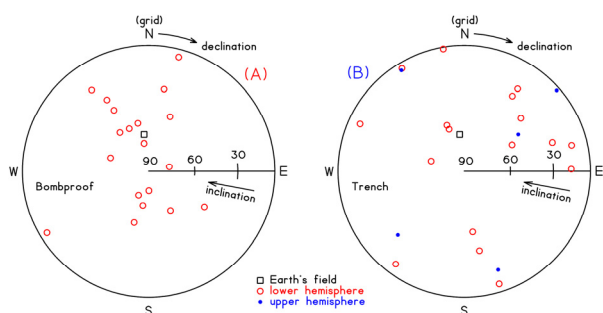 (grid)
N
declination
(A)
W
90 60 30
E
Bombproof
inclination
S
(grid)
N
declination
(B)
W
90 60 30
E
Trench
inclination
S
Earth's field
lower hemisphere
upper hemisphere